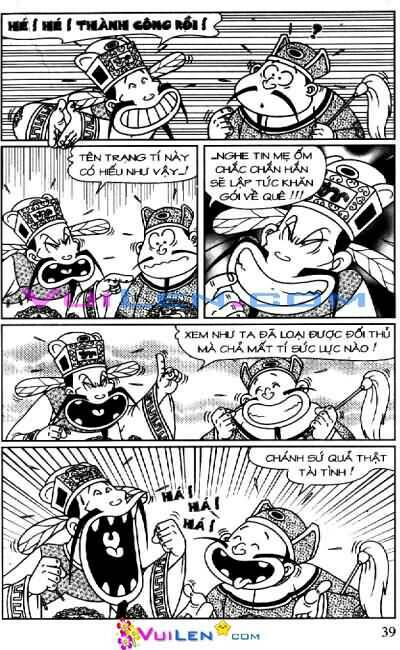 HÉ! HÉ! THÀNH CÔNG RỒI!
?
TÊN TRẠNG TÍ NÀY
CÓ HIẾU NHƯ VẬY...!
...NGHE TIN MẸ ỐM
CHẮC CHẮN HẮN
SẼ LẬP TỨC KHĂN
GÓI VỀ QUÊ!!!
VUILEN.COM
XEM NHƯ TA ĐÃ LOẠI ĐƯỢC ĐỐI THỦ
MÀ CHẢ MẤT TÍ SỨC LỰC NÀO!
CHÁNH SỨ QUẢ THẬT
TÀI TÌNH!
HÁ!
HÁ!
HÁ!
39
VUILEN.COM